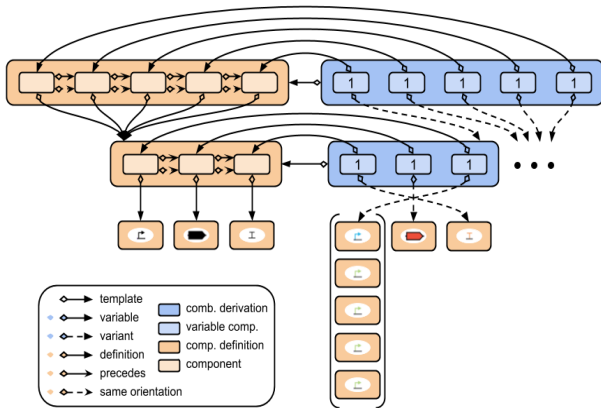 1 1 1 1 1
1 1 1
template
variable
variant
definition
precedes
same orientation
comb. derivation
variable comp.
comp. definition
component